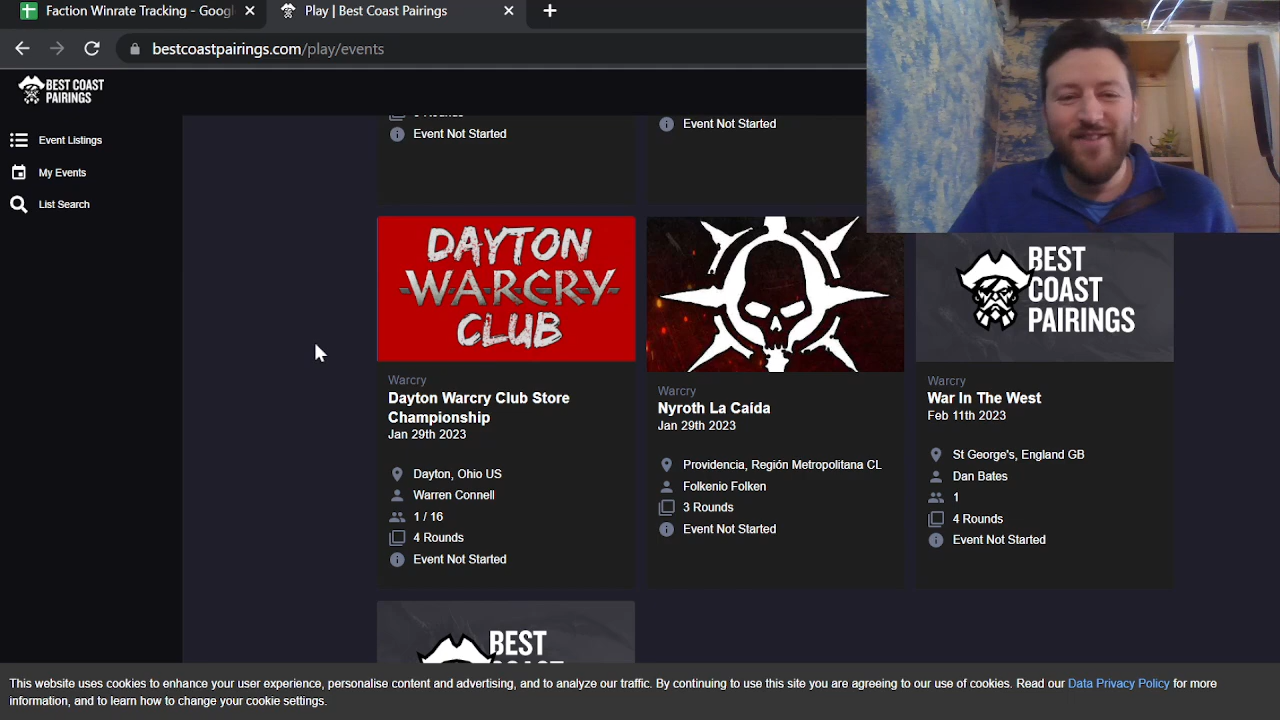 Faction Winrate Tracking - Googl
Play | Best Coast Pairings
bestcoastpairings.com/play/events
BEST COAST
PAIRINGS
Event Listings
My Events
List Search
Event Not Started
Event Not Started
DAYTON
WARCRY
CLUB
Warcry
Dayton Warcry Club Store
Championship
Jan 29th 2023
Dayton, Ohio US
Warren Connell
1 / 16
4 Rounds
Event Not Started
Warcry
Nyroth La Caída
Jan 29th 2023
Providencia, Región Metropolitana CL
Folkenio Folken
3 Rounds
Event Not Started
BEST
COAST
PAIRINGS
Warcry
War In The West
Feb 11th 2023
St George's, England GB
Dan Bates
1
4 Rounds
Event Not Started
BEST
This website uses cookies to enhance your user experience, personalise content and advertising, and to analyze our traffic. By continuing to use this site you are agreeing to our use of cookies. Read our Data Privacy Policy for more
information, and to learn how to change your cookie settings.